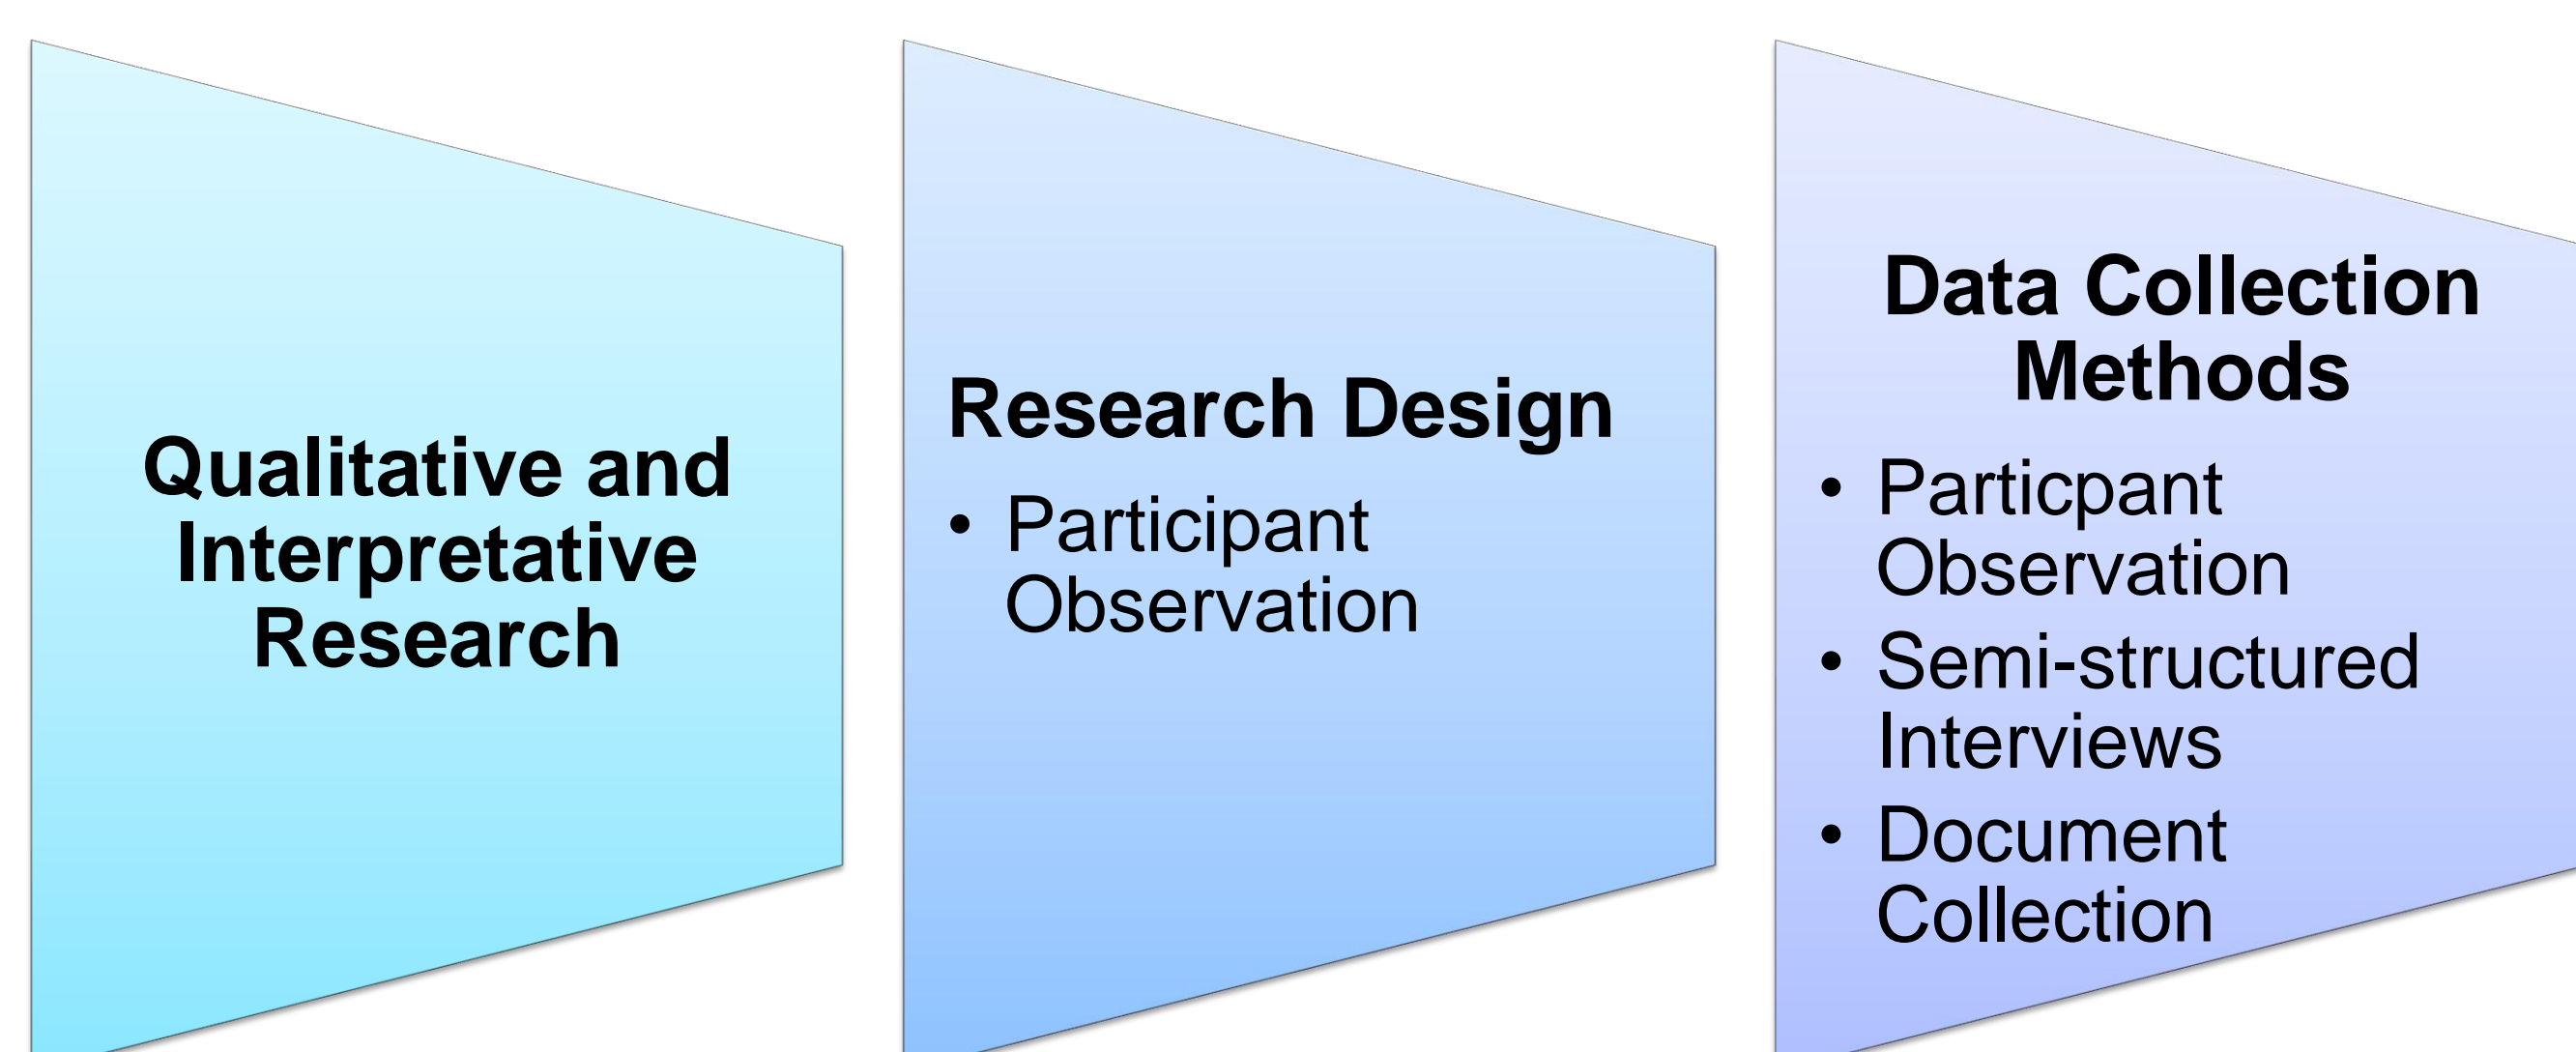 Qualitative and
Interpretative
Research
Research Design
• Participant
Observation
Data Collection
Methods
• Particpant
Observation
• Semi-structured
Interviews
• Document
Collection